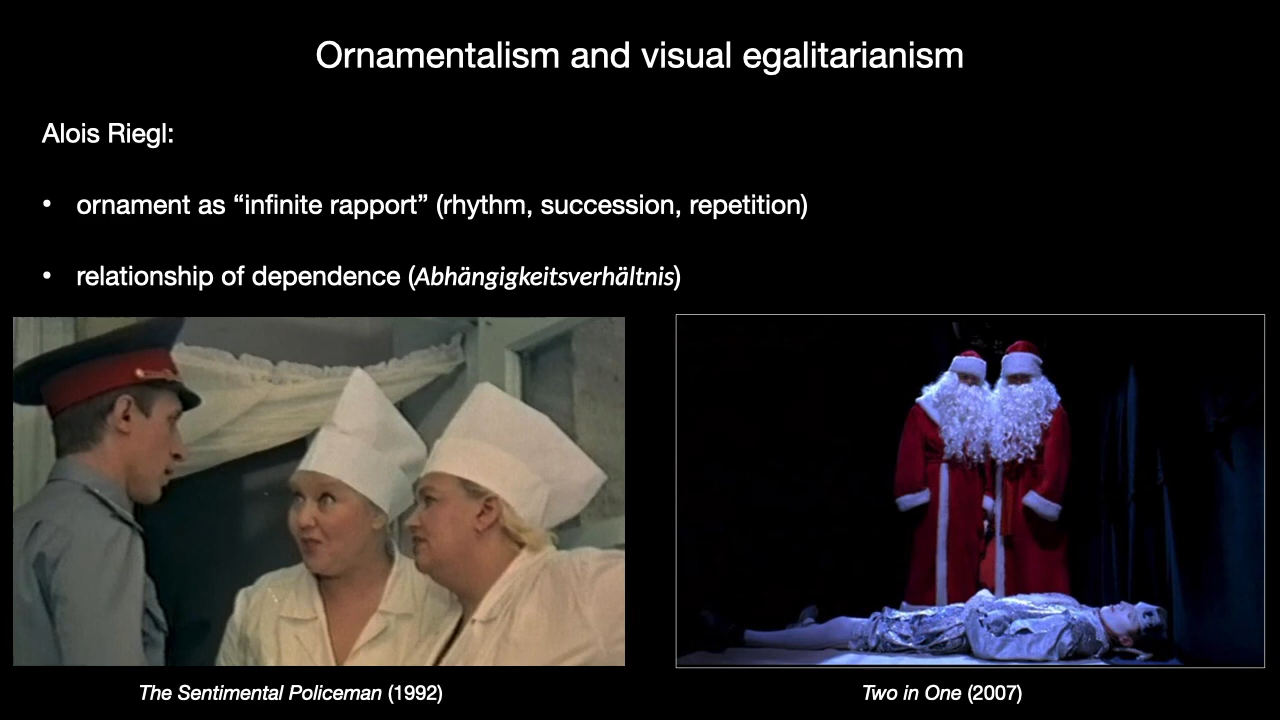 Ornamentalism and visual egalitarianism
Alois Riegl:
• ornament as “infinite rapport” (rhythm, succession, repetition)
• relationship of dependence (Abhängigkeitsverhältnis)
The Sentimental Policeman (1992)
Two in One (2007)